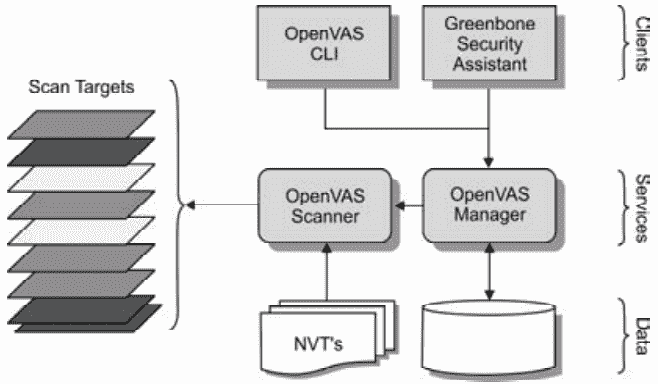 OpenVAS
CLI
Greenbone
Security
Assistant
Clients
Scan Targets
OpenVAS
Scanner
OpenVAS
Manager
Services
NVT's
Data